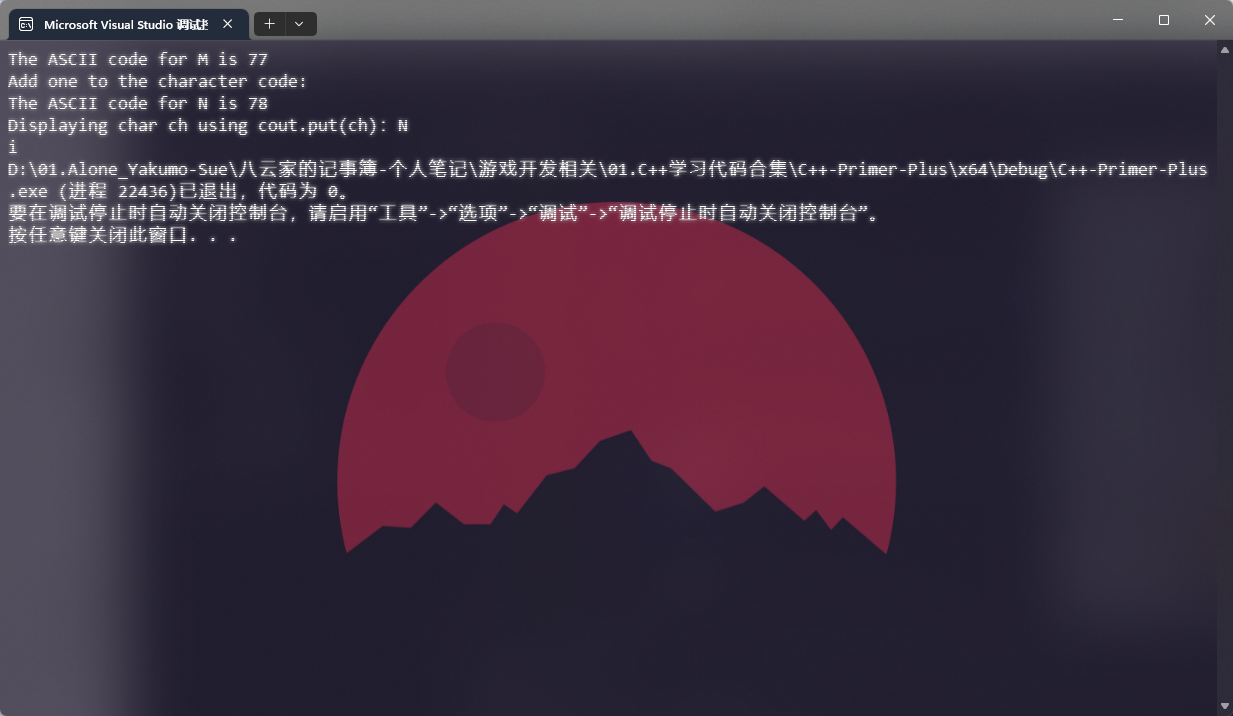 Microsoft Visual Studio 调试
The ASCII code for M is 77
Add one to the character code:
The ASCII code for N is 78
Displaying char ch using cout.put(ch): N
i
D:\01.Alone_Yakumo-Sue\八云家的记事簿-个人笔记\游戏开发相关\01.C++学习代码合集\C++-Primer-Plus\x64\Debug\C++-Primer-Plus
.exe (进程 22436)已退出，代码为 0。
要在调试停止时自动关闭控制台，请启用“工具”->“选项”->“调试”->“调试停止时自动关闭控制台”。
按任意键关闭此窗口. . .